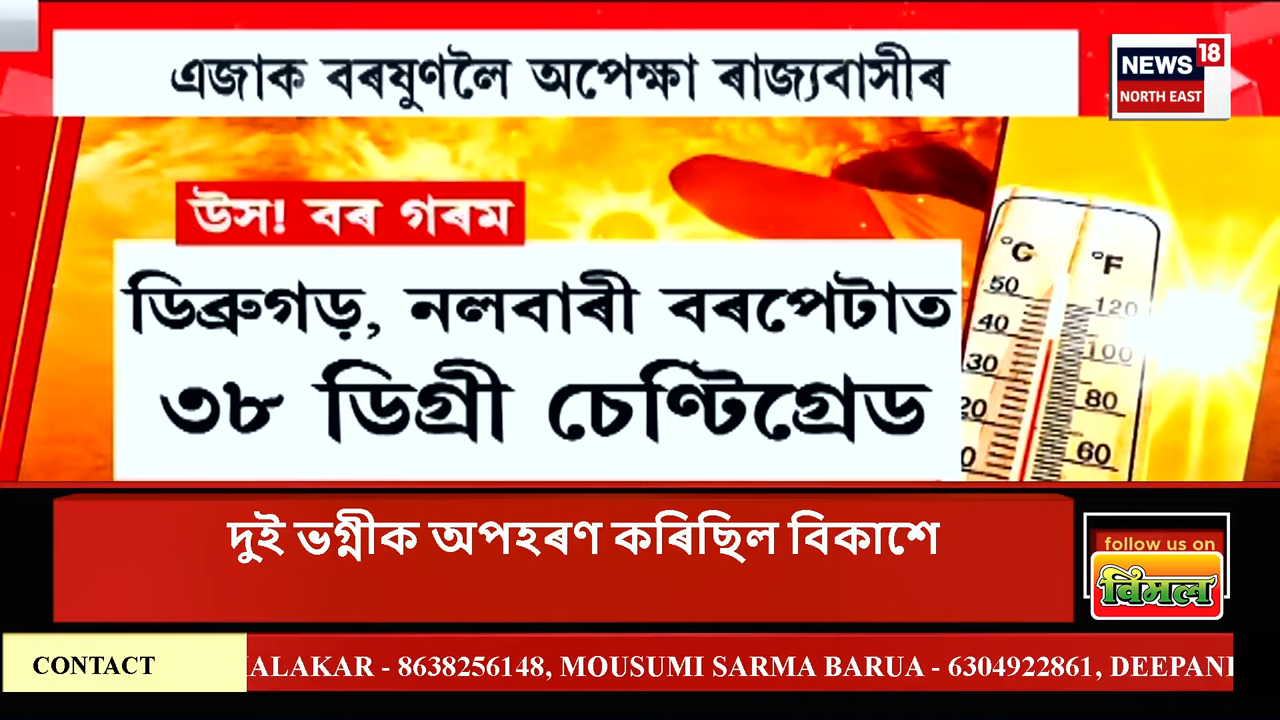 এজাক বৰষুণলৈ অপেক্ষা ৰাজ্যবাসীৰ
NEWS 18
NORTH EAST
উস! বৰ গৰম
ডিব্ৰুগড়, নলবাৰী বৰপেটাত
৩৮ ডিগ্ৰী চেণ্টিগ্ৰেড
°C °F
50 120
40 100
30 80
20 60
0
দুই ভগ্নীক অপহৰণ কৰিছিল বিকাশে
follow us on
विमल
CONTACT
ALAKAR - 8638256148, MOUSUMI SARMA BARUA - 6304922861, DEEPAN